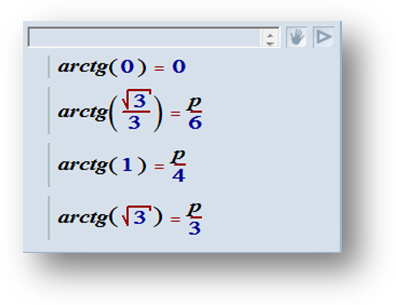 arctg(0) = 0
arctg(√3/3) = p/6
arctg(1) = p/4
arctg(√3) = p/3